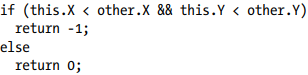 if (this.X < other.X && this.Y < other.Y)
  return -1;
else
  return 0;